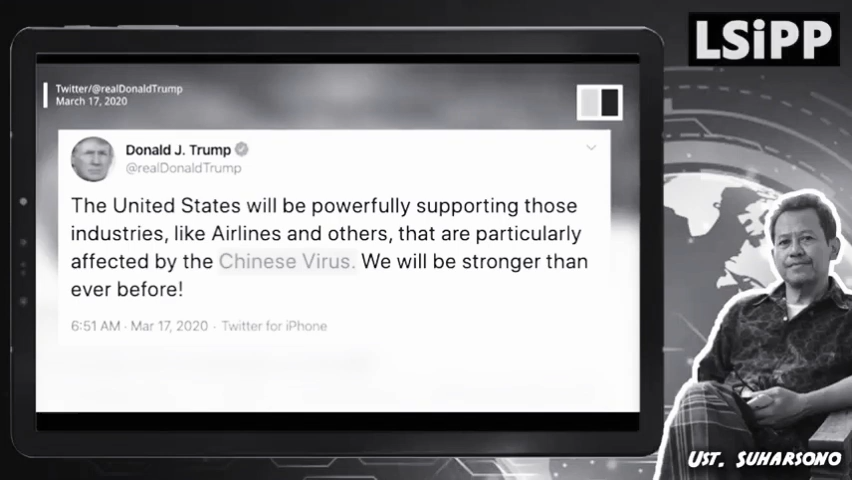 LSiPP
Twitter/@realDonaldTrump
March 17, 2020
Donald J. Trump
@realDonaldTrump
The United States will be powerfully supporting those
industries, like Airlines and others, that are particularly
affected by the Chinese Virus. We will be stronger than
ever before!
6:51 AM · Mar 17, 2020 · Twitter for iPhone
UST. SUHARSONO